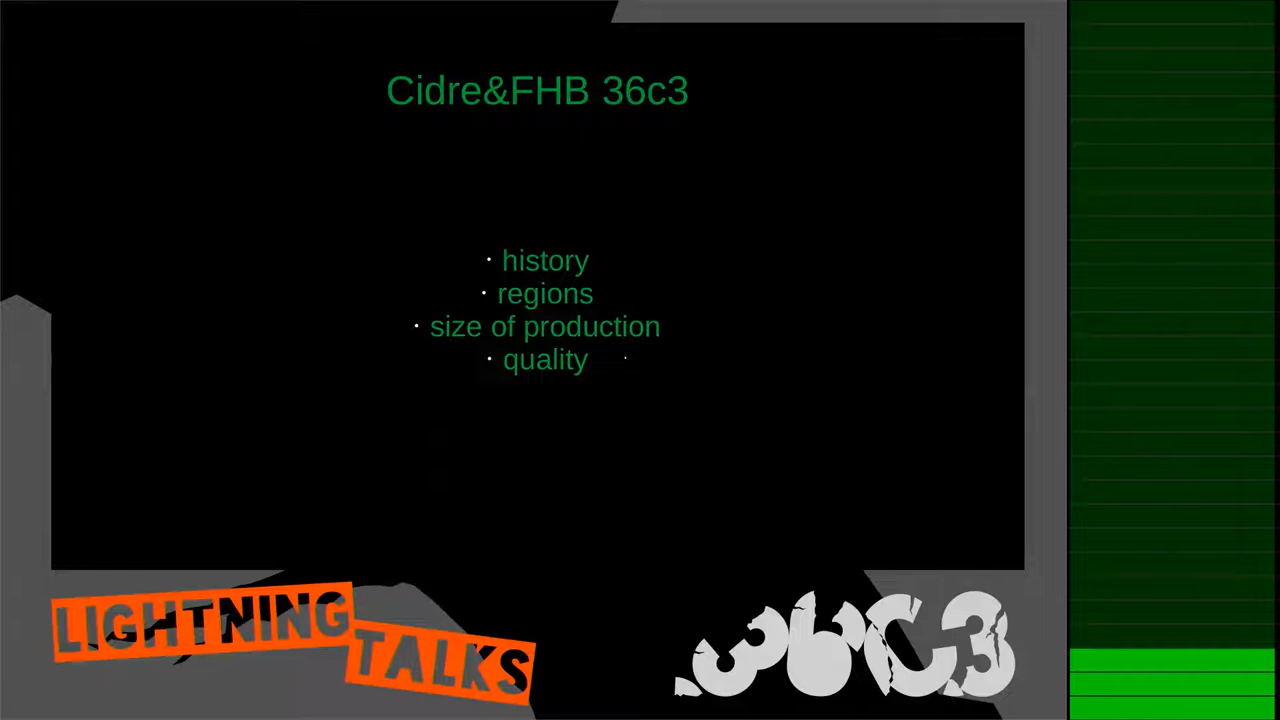 Cidre&FHB 36c3
· history
· regions
· size of production
· quality ·
LIGHTNING
TALKS
36C3